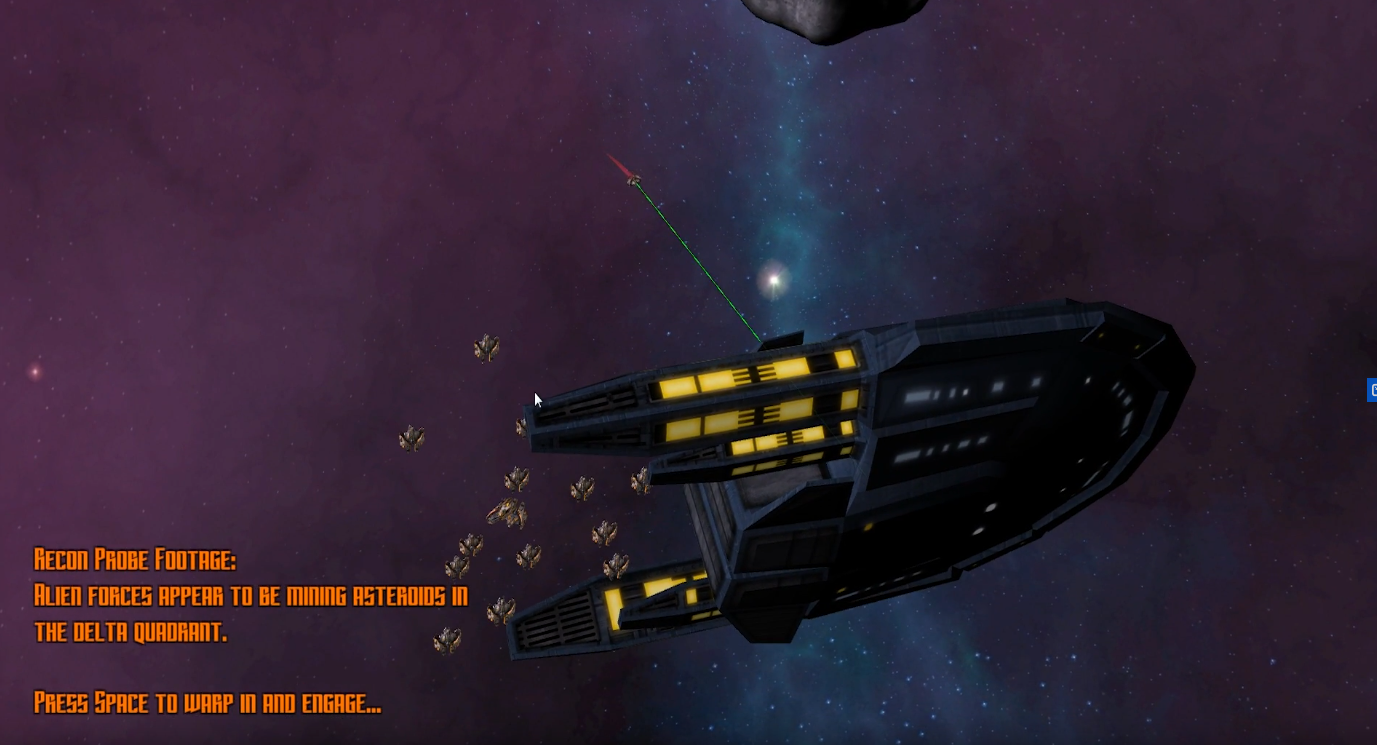 Recon Probe Footage:
Alien forces appear to be mining asteroids in
the delta quadrant.
Press Space to warp in and engage...